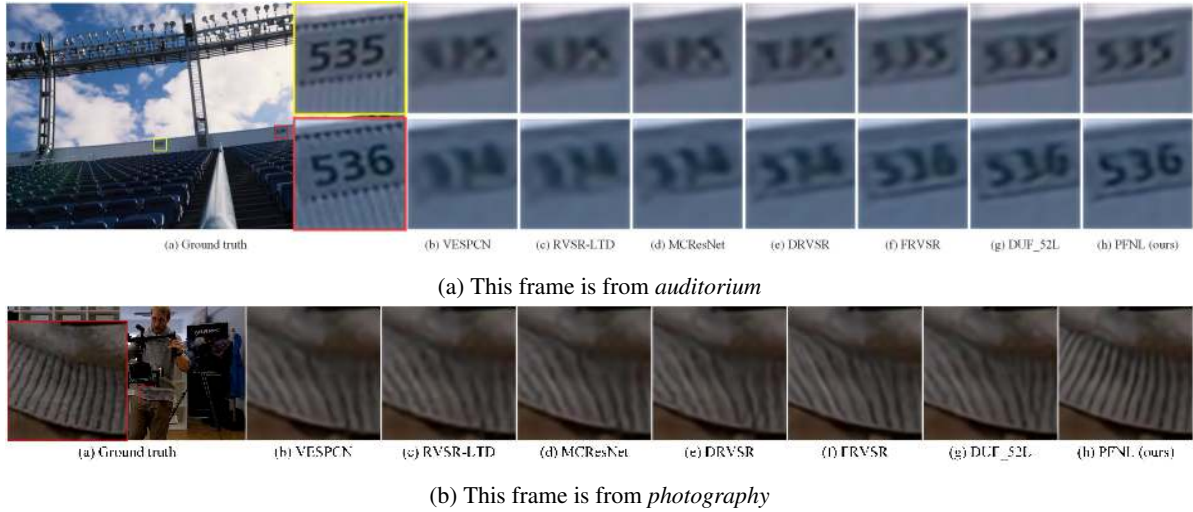 535
536
(a) Ground truth (b) VESPCN (c) RVSR-LTD (d) MCResNet (e) DRVSR (f) FRVSR (g) DUF_52L (h) PFNL (ours)
(a) This frame is from auditorium
(a) Ground truth (b) VESPCN (c) RVSR-LTD (d) MCResNet (e) DRVSR (f) FRVSR (g) DUF_52L (h) PFNL (ours)
(b) This frame is from photography